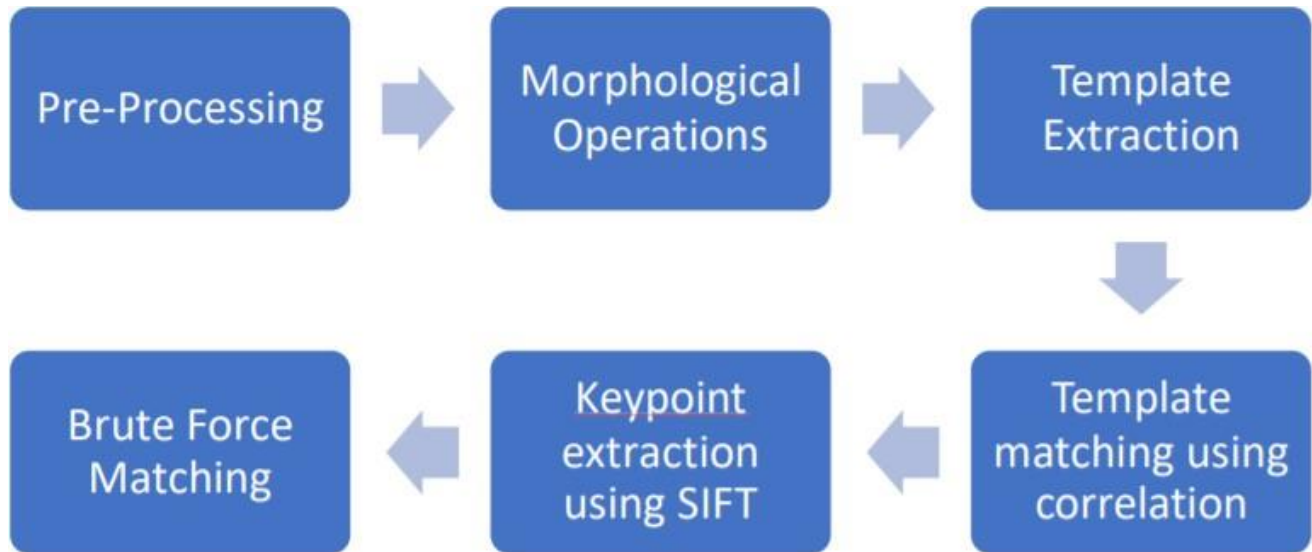 Pre-Processing
Morphological
Operations
Template
Extraction
Template
matching using
correlation
Keypoint
extraction
using SIFT
Brute Force
Matching